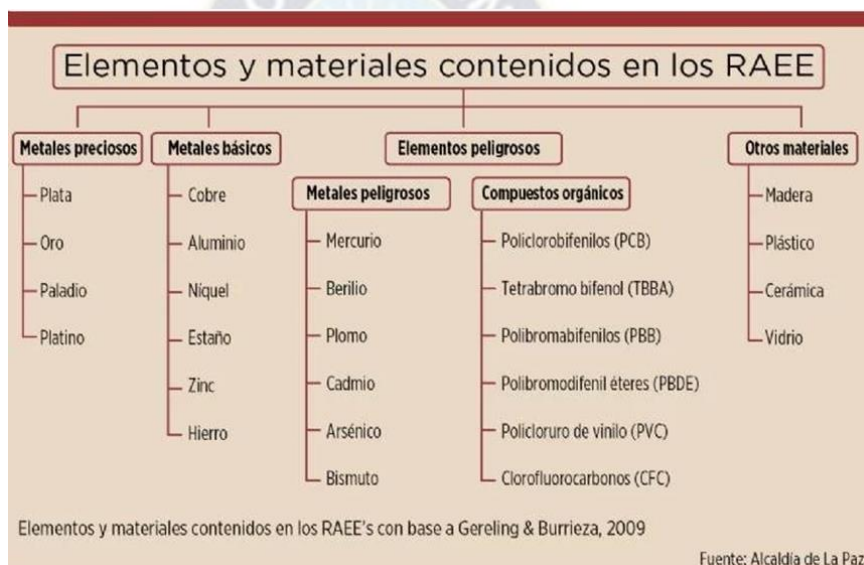 Elementos y materiales contenidos en los RAEE
Metales preciosos
Plata
Oro
Paladio
Platino
Metales básicos
Cobre
Aluminio
Níquel
Estaño
Zinc
Hierro
Elementos peligrosos
Metales peligrosos
Mercurio
Berilio
Plomo
Cadmio
Arsénico
Bismuto
Compuestos orgánicos
Policlorobifenilos (PCB)
Tetrabromo bifenol (TBBA)
Polibromabifenilos (PBB)
Polibromodifenil éteres (PBDE)
Policloruro de vinilo (PVC)
Clorofluorocarbonos (CFC)
Otros materiales
Madera
Plástico
Cerámica
Vidrio
Elementos y materiales contenidos en los RAEE's con base a Gereling & Burrieza, 2009
Fuente: Alcaldía de La Paz